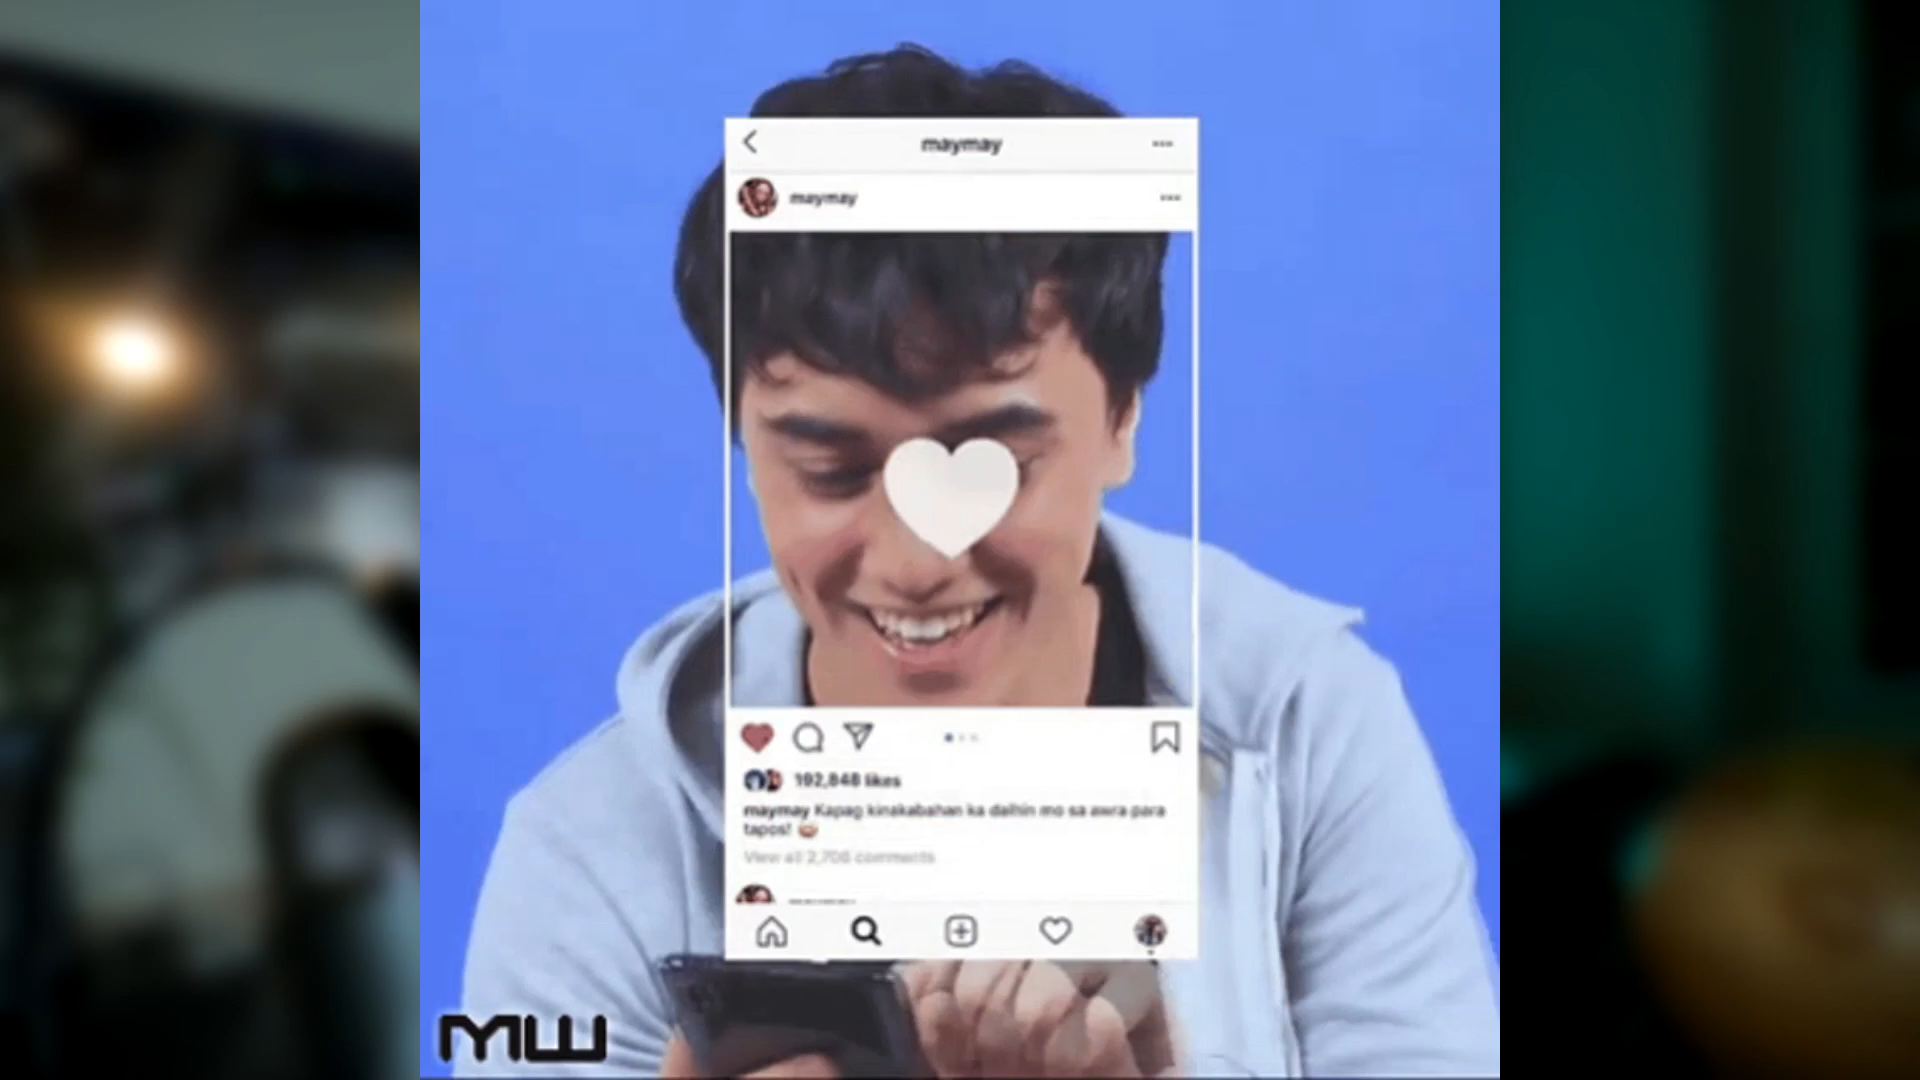 maymay
maymay
192,848 likes
maymay Kapag kinakabahan ka dalhin mo sa awra para
tapos!
View all 2,706 comments
MW